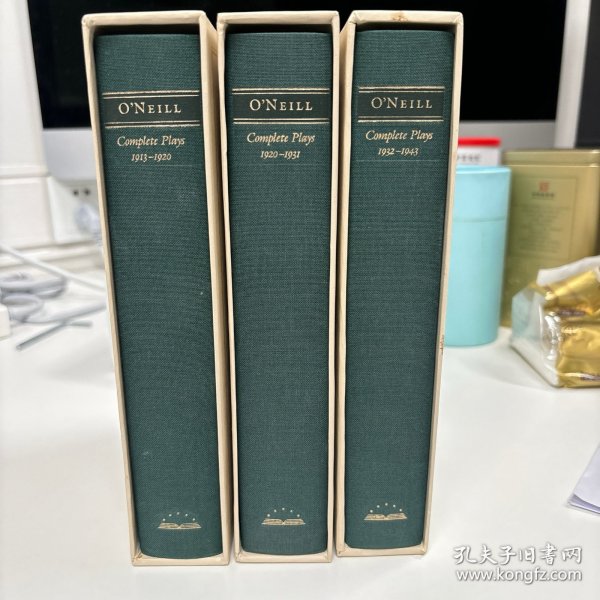 O'NEILL
Complete Plays
1913–1920
O'NEILL
Complete Plays
1920–1931
O'NEILL
Complete Plays
1932–1943
孔夫子旧书网
www.kongfz.com